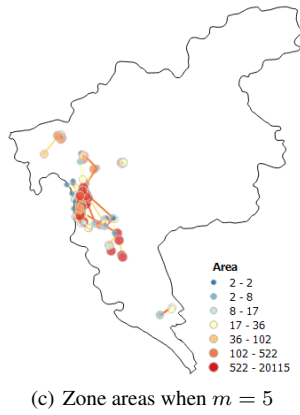 Area
2 - 2
2 - 8
8 - 17
17 - 36
36 - 102
102 - 522
522 - 20115
(c) Zone areas when m = 5